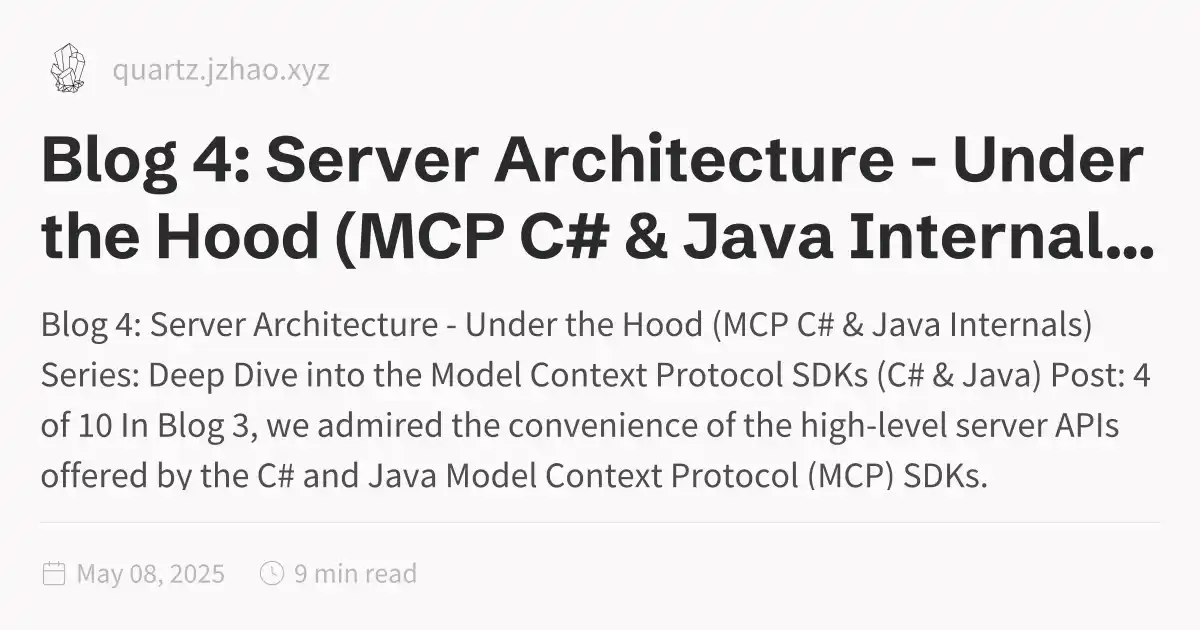 quartz.jzhao.xyz
Blog 4: Server Architecture - Under
the Hood (MCP C# & Java Internal...
Blog 4: Server Architecture - Under the Hood (MCP C# & Java Internals)
Series: Deep Dive into the Model Context Protocol SDKs (C# & Java) Post: 4
of 10 In Blog 3, we admired the convenience of the high-level server APIs
offered by the C# and Java Model Context Protocol (MCP) SDKs.
May 08, 2025 9 min read